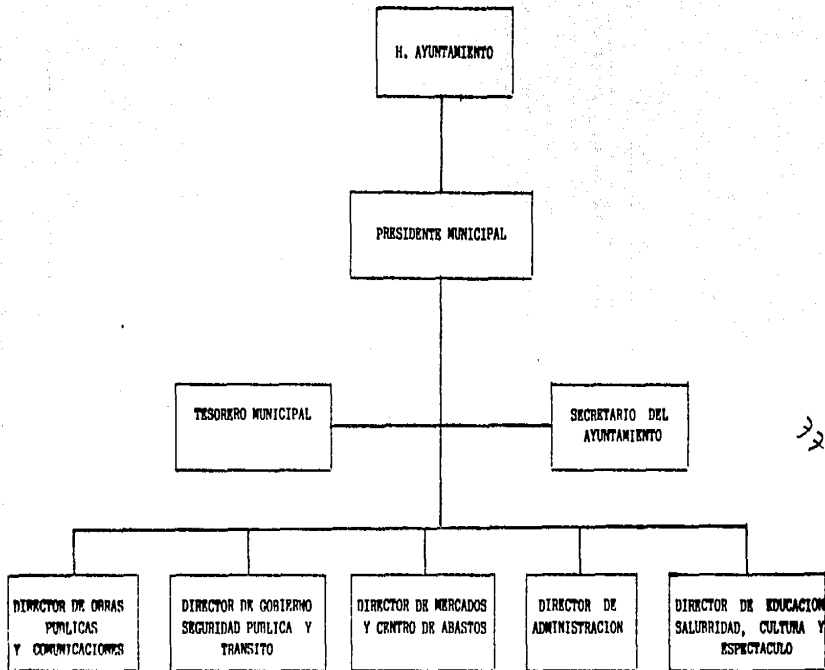 H. AYUNTAMIENTO
PRESIDENTE MUNICIPAL
TESORERO MUNICIPAL
SECRETARIO DEL
AYUNTAMIENTO
37
DIRECTOR DE OBRAS
PUBLICAS
Y COMUNICACIONES
DIRECTOR DE GOBIERNO
SEGURIDAD PUBLICA Y
TRANSITO
DIRECTOR DE MERCADOS
Y CENTRO DE ABASTOS
DIRECTOR DE
ADMINISTRACION
DIRECTOR DE EDUCACION
SALUBRIDAD, CULTURA Y
ESPECTACULO